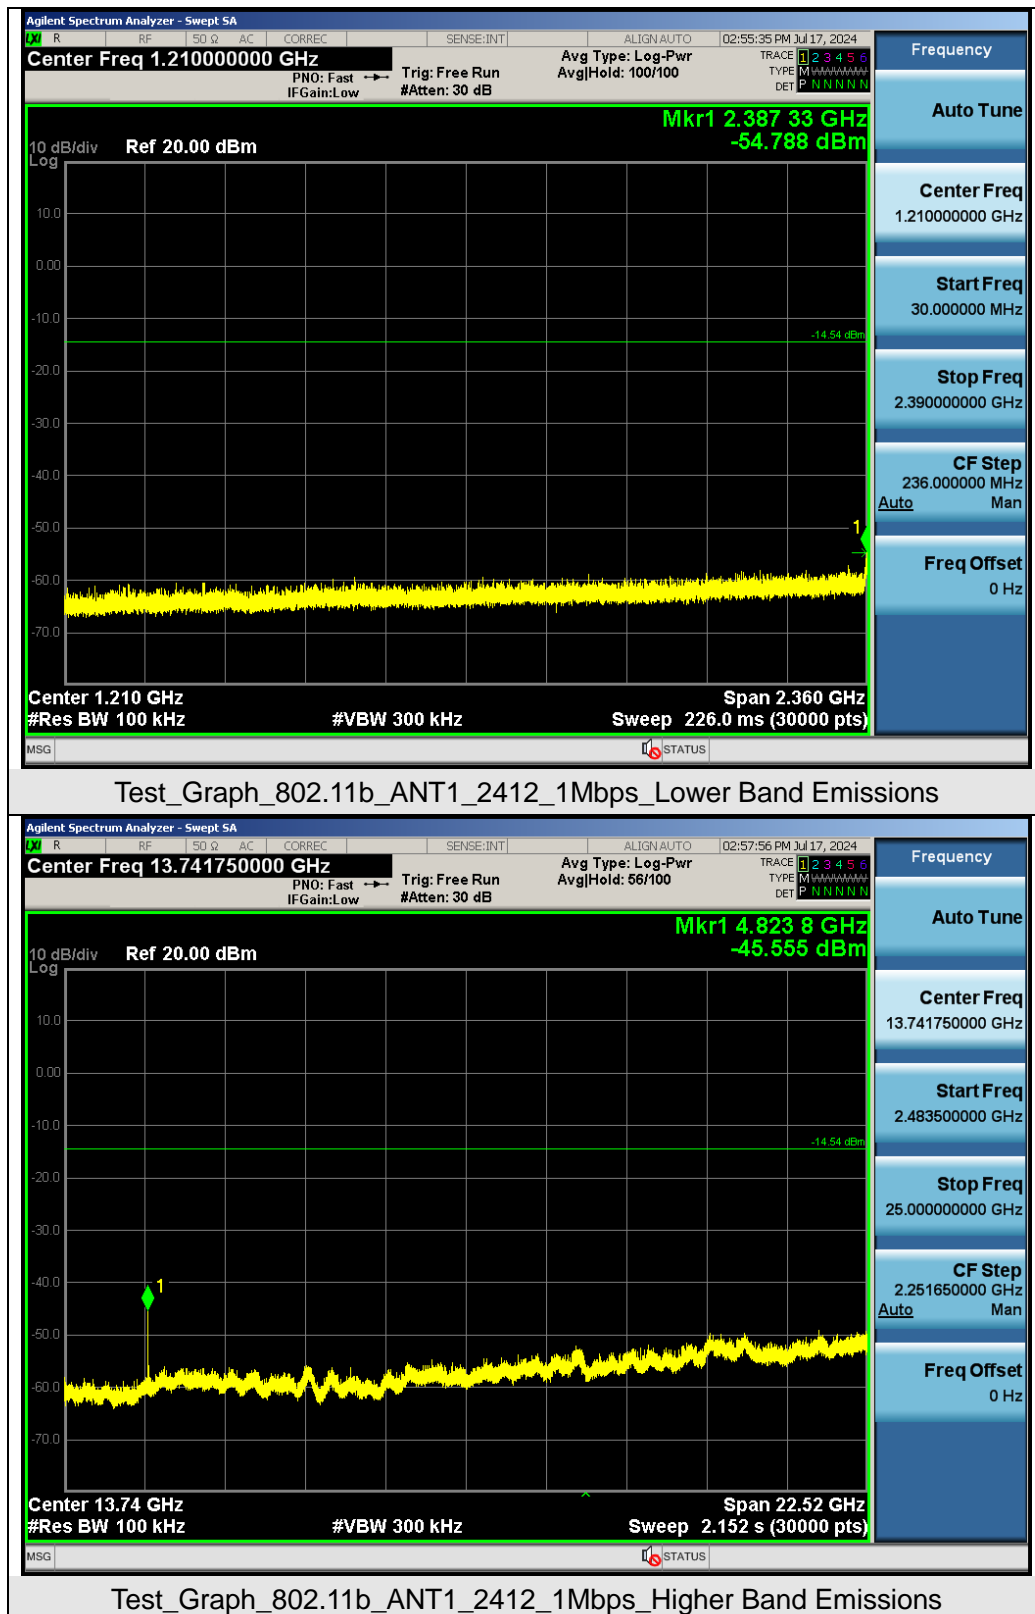 Agilent Spectrum Analyzer - Swept SA
LXI R RF 50 Ω AC CORREC SENSE:INT ALIGN AUTO 02:55:35 PM Jul 17, 2024
Center Freq 1.210000000 GHz
PNO: Fast
IFGain:Low
Trig: Free Run
#Atten: 30 dB
Avg Type: Log-Pwr
Avg|Hold: 100/100
TRACE 1 2 3 4 5 6
TYPE M
DET P N N N N N
Frequency
Auto Tune
Center Freq
1.210000000 GHz
Start Freq
30.000000 MHz
Stop Freq
2.390000000 GHz
CF Step
236.000000 MHz
Auto Man
Freq Offset
0 Hz
Mkr1 2.387 33 GHz
-54.788 dBm
10 dB/div Ref 20.00 dBm
Log
10.0
0.00
-10.0
-14.54 dBm
-20.0
-30.0
-40.0
-50.0
1
-60.0
-70.0
Center 1.210 GHz Span 2.360 GHz
#Res BW 100 kHz #VBW 300 kHz Sweep 226.0 ms (30000 pts)
MSG STATUS
Test_Graph_802.11b_ANT1_2412_1Mbps_Lower Band Emissions
Agilent Spectrum Analyzer - Swept SA
LXI R RF 50 Ω AC CORREC SENSE:INT ALIGN AUTO 02:57:56 PM Jul 17, 2024
Center Freq 13.741750000 GHz
PNO: Fast
IFGain:Low
Trig: Free Run
#Atten: 30 dB
Avg Type: Log-Pwr
Avg|Hold: 56/100
TRACE 1 2 3 4 5 6
TYPE M
DET P N N N N N
Frequency
Auto Tune
Center Freq
13.741750000 GHz
Start Freq
2.483500000 GHz
Stop Freq
25.000000000 GHz
CF Step
2.251650000 GHz
Auto Man
Freq Offset
0 Hz
Mkr1 4.823 8 GHz
-45.555 dBm
10 dB/div Ref 20.00 dBm
Log
10.0
0.00
-10.0
-14.54 dBm
-20.0
-30.0
-40.0
1
-50.0
-60.0
-70.0
Center 13.74 GHz Span 22.52 GHz
#Res BW 100 kHz #VBW 300 kHz Sweep 2.152 s (30000 pts)
MSG STATUS
Test_Graph_802.11b_ANT1_2412_1Mbps_Higher Band Emissions